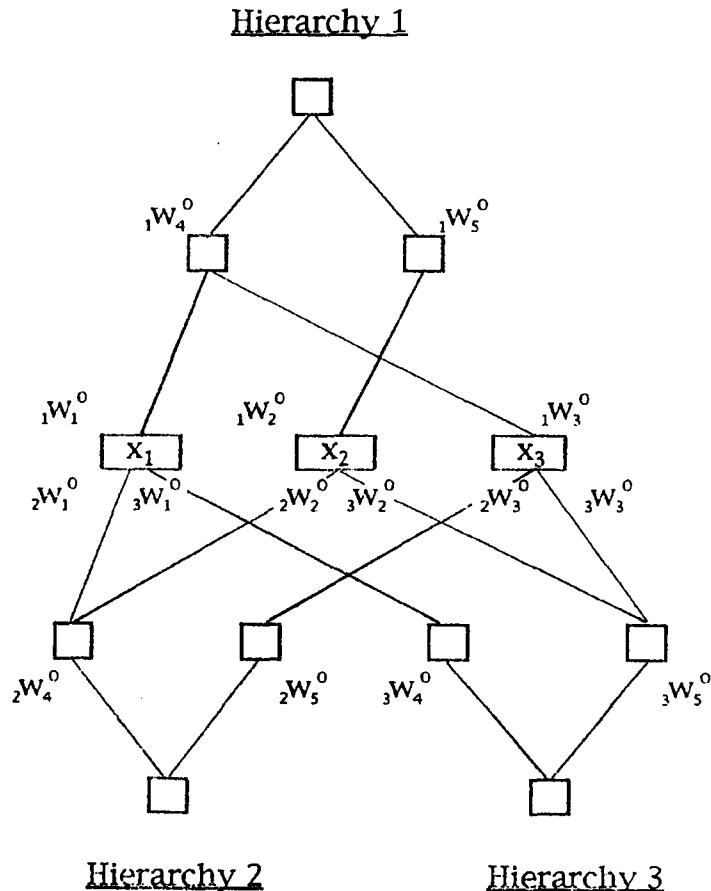 Hierarchy 1
₁W₄⁰ ₁W₅⁰
₁W₁⁰ ₁W₂⁰ ₁W₃⁰
X₁ X₂ X₃
₂W₁⁰ ₃W₁⁰ ₂W₂⁰ ₃W₂⁰ ₂W₃⁰ ₃W₃⁰
₂W₄⁰ ₂W₅⁰ ₃W₄⁰ ₃W₅⁰
Hierarchy 2 Hierarchy 3